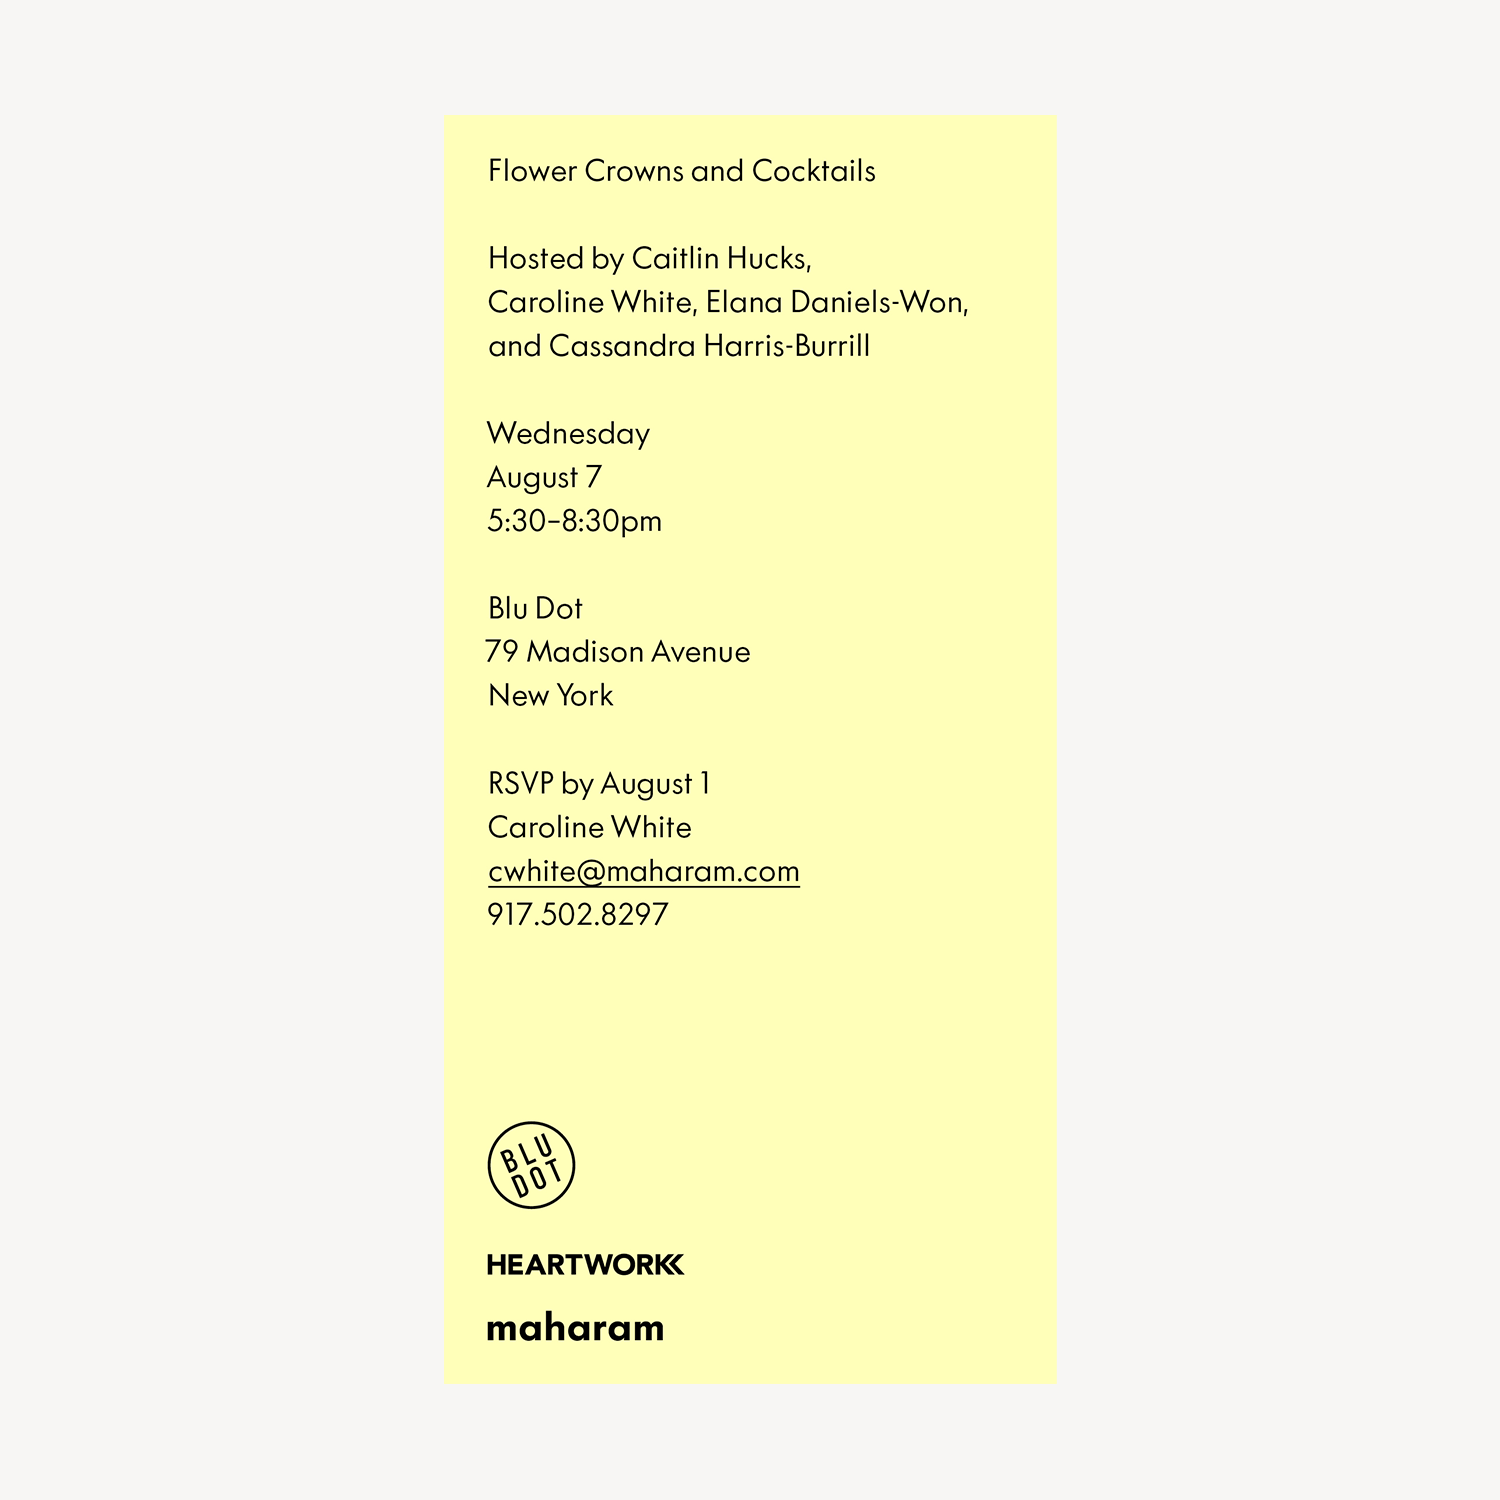 Flower Crowns and Cocktails
Hosted by Caitlin Hucks,
Caroline White, Elana Daniels-Won,
and Cassandra Harris-Burrill
Wednesday
August 7
5:30–8:30pm
Blu Dot
79 Madison Avenue
New York
RSVP by August 1
Caroline White
cwhite@maharam.com
917.502.8297
BLU
DOT
HEARTWORK
maharam